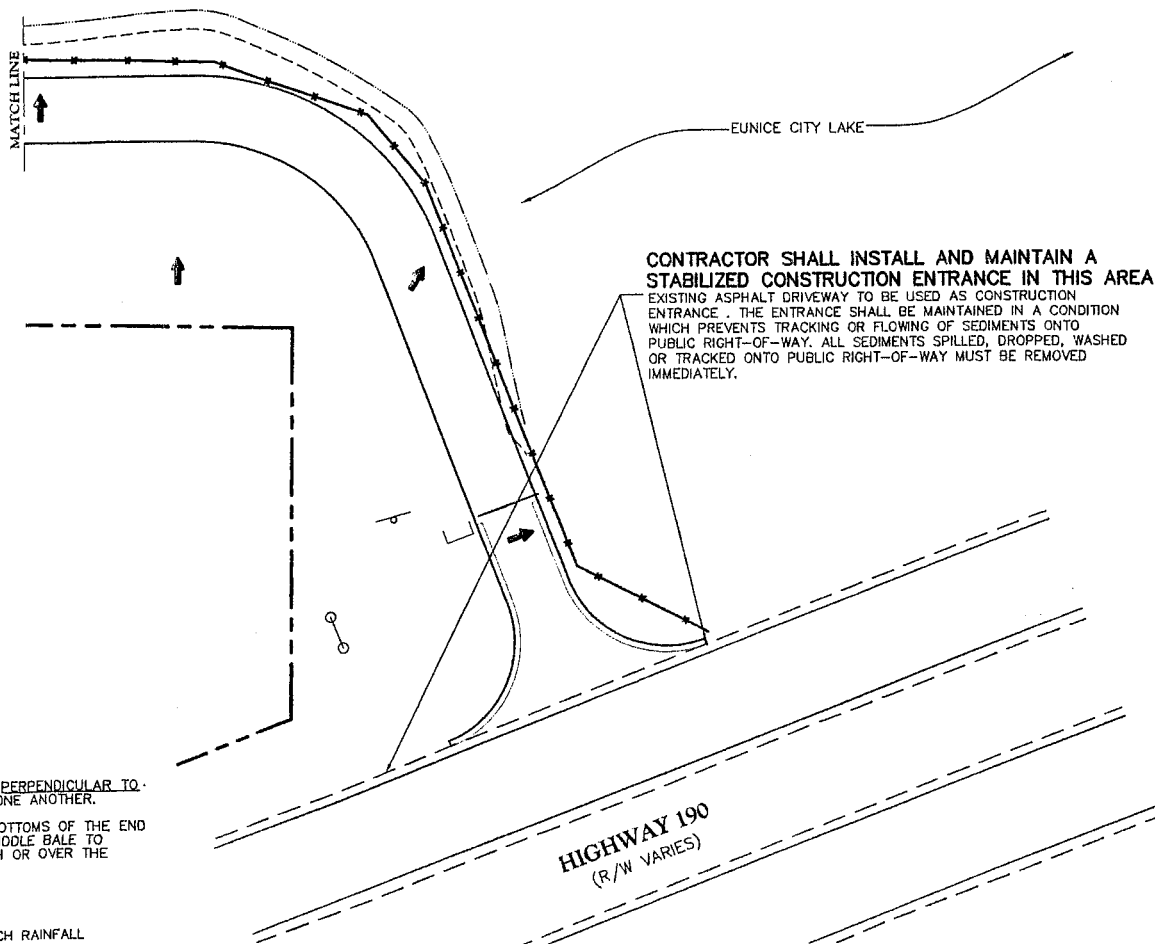 MATCH LINE
EUNICE CITY LAKE
CONTRACTOR SHALL INSTALL AND MAINTAIN A
STABILIZED CONSTRUCTION ENTRANCE IN THIS AREA
EXISTING ASPHALT DRIVEWAY TO BE USED AS CONSTRUCTION
ENTRANCE . THE ENTRANCE SHALL BE MAINTAINED IN A CONDITION
WHICH PREVENTS TRACKING OR FLOWING OF SEDIMENTS ONTO
PUBLIC RIGHT-OF-WAY. ALL SEDIMENTS SPILLED, DROPPED, WASHED
OR TRACKED ONTO PUBLIC RIGHT-OF-WAY MUST BE REMOVED
IMMEDIATELY.
PERPENDICULAR TO
ONE ANOTHER.
OTTOMS OF THE END
DDLE BALE TO
H OR OVER THE
CH RAINFALL
HIGHWAY 190
(R/W VARIES)